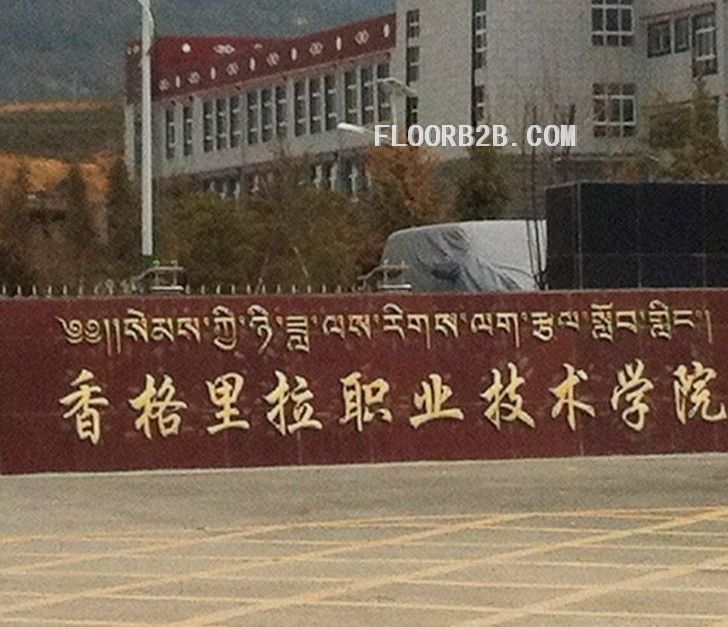 FLOORB2B.COM
༄༅།།སེམས་ཀྱི་ཉི་ཟླ་ལས་རིགས་ལག་རྩལ་སློབ་གླིང་།
香格里拉职业技术学院